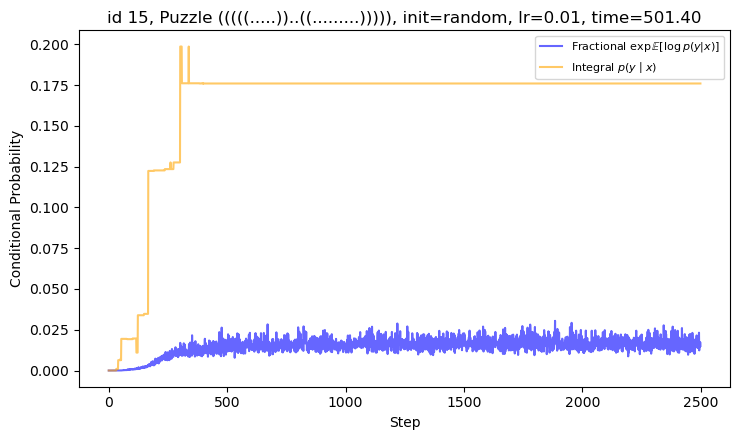 id 15, Puzzle (((((.....))..((.........))))), init=random, lr=0.01, time=501.40
Fractional exp𝔼[log p(y|x)]
Integral p(y | x)
Conditional Probability
0.200
0.175
0.150
0.125
0.100
0.075
0.050
0.025
0.000
0 500 1000 1500 2000 2500
Step